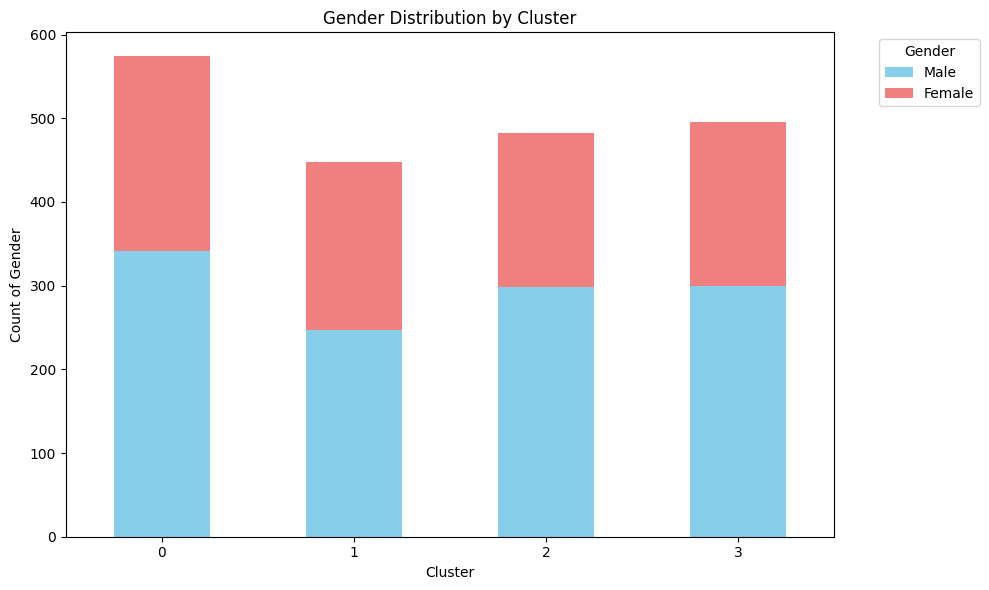 Gender Distribution by Cluster
600
500
400
300
200
100
0
Count of Gender
0 1 2 3
Cluster
Gender
Male
Female